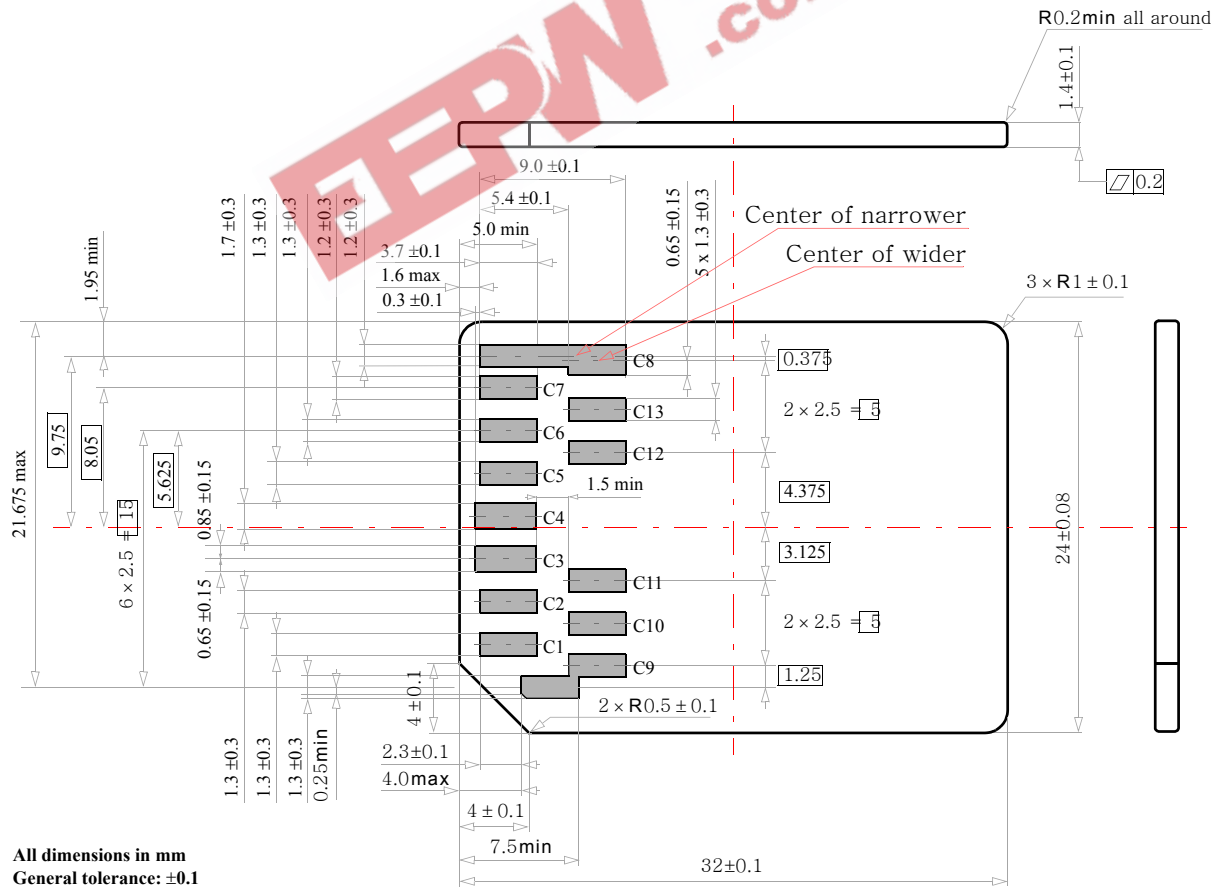 EEPW .co
R0.2min all around
1.4±0.1
0.2
9.0 ±0.1
5.4 ±0.1
5.0 min
3.7 ±0.1
1.6 max
0.3 ±0.1
1.95 min
1.7 ±0.3
1.3 ±0.3
1.3 ±0.3
1.2 ±0.3
1.2 ±0.3
0.65 ±0.15
5 x 1.3 ±0.3
Center of narrower
Center of wider
3 × R1 ± 0.1
C8
C7
C13
C6
C12
C5
C4
C3
C11
C2
C10
C1
C9
0.375
2 × 2.5 = 5
4.375
3.125
2 × 2.5 = 5
1.25
1.5 min
21.675 max
9.75
8.05
5.625
6 × 2.5 = 15
0.85 ±0.15
0.65 ±0.15
24±0.08
4 ±0.1
2 × R0.5 ± 0.1
1.3 ±0.3
1.3 ±0.3
1.3 ±0.3
0.25min
2.3±0.1
4.0max
4 ± 0.1
7.5min
32±0.1
All dimensions in mm
General tolerance: ±0.1